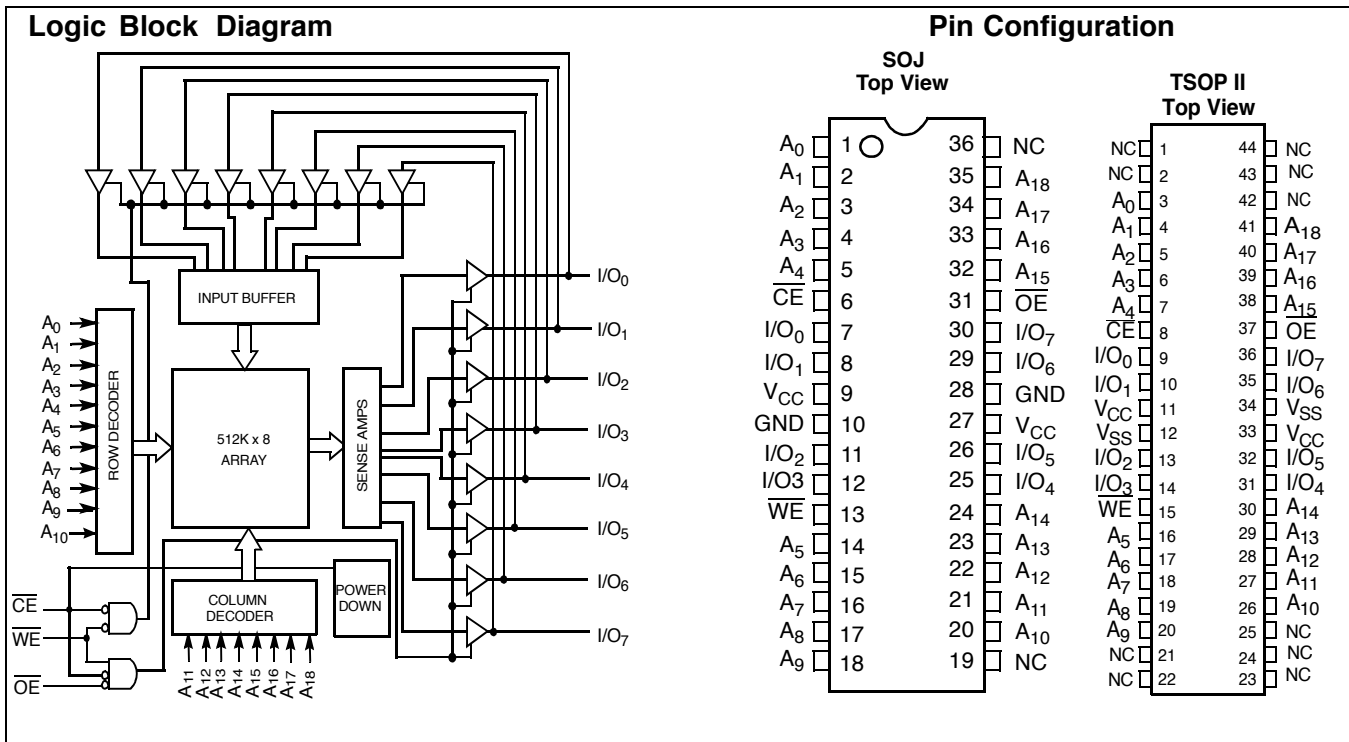 Logic Block Diagram
INPUT BUFFER
A0
A1
A2
A3
A4
A5
A6
A7
A8
A9
A10
ROW DECODER
512K x 8
ARRAY
SENSE AMPS
I/O0
I/O1
I/O2
I/O3
I/O4
I/O5
I/O6
I/O7
COLUMN
DECODER
POWER
DOWN
C̅E̅
W̅E̅
O̅E̅
A11
A12
A13
A14
A15
A16
A17
A18
Pin Configuration
SOJ
Top View
A0 1 36 NC
A1 2 35 A18
A2 3 34 A17
A3 4 33 A16
A4 5 32 A15
C̅E̅ 6 31 O̅E̅
I/O0 7 30 I/O7
I/O1 8 29 I/O6
VCC 9 28 GND
GND 10 27 VCC
I/O2 11 26 I/O5
I/O3 12 25 I/O4
W̅E̅ 13 24 A14
A5 14 23 A13
A6 15 22 A12
A7 16 21 A11
A8 17 20 A10
A9 18 19 NC
TSOP II
Top View
NC 1 44 NC
NC 2 43 NC
A0 3 42 NC
A1 4 41 A18
A2 5 40 A17
A3 6 39 A16
A4 7 38 A15
C̅E̅ 8 37 O̅E̅
I/O0 9 36 I/O7
I/O1 10 35 I/O6
VCC 11 34 VSS
VSS 12 33 VCC
I/O2 13 32 I/O5
I/O3 14 31 I/O4
W̅E̅ 15 30 A14
A5 16 29 A13
A6 17 28 A12
A7 18 27 A11
A8 19 26 A10
A9 20 25 NC
NC 21 24 NC
NC 22 23 NC